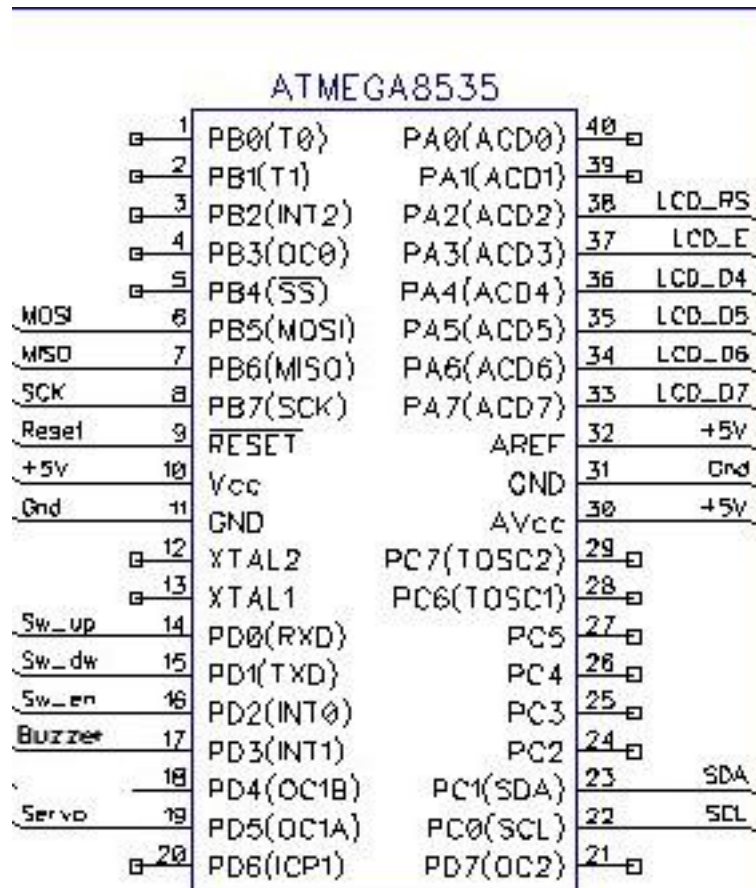 ATMEGA8535
1 PB0(T0) PA0(ACD0) 40
2 PB1(T1) PA1(ACD1) 39
3 PB2(INT2) PA2(ACD2) 38 LCD_RS
4 PB3(OC0) PA3(ACD3) 37 LCD_E
5 PB4(SS) PA4(ACD4) 36 LCD_D4
MOSI 6 PB5(MOSI) PA5(ACD5) 35 LCD_D5
MISO 7 PB6(MISO) PA6(ACD6) 34 LCD_D6
SCK 8 PB7(SCK) PA7(ACD7) 33 LCD_D7
Reset 9 RESET AREF 32 +5V
+5V 10 Vcc GND 31 Gnd
Gnd 11 GND AVcc 30 +5V
12 XTAL2 PC7(TOSC2) 29
13 XTAL1 PC6(TOSC1) 28
Sw_up 14 PD0(RXD) PC5 27
Sw_dw 15 PD1(TXD) PC4 26
Sw_en 16 PD2(INT0) PC3 25
Buzzer 17 PD3(INT1) PC2 24
18 PD4(OC1B) PC1(SDA) 23 SDA
Servo 19 PD5(OC1A) PC0(SCL) 22 SCL
20 PD6(ICP1) PD7(OC2) 21